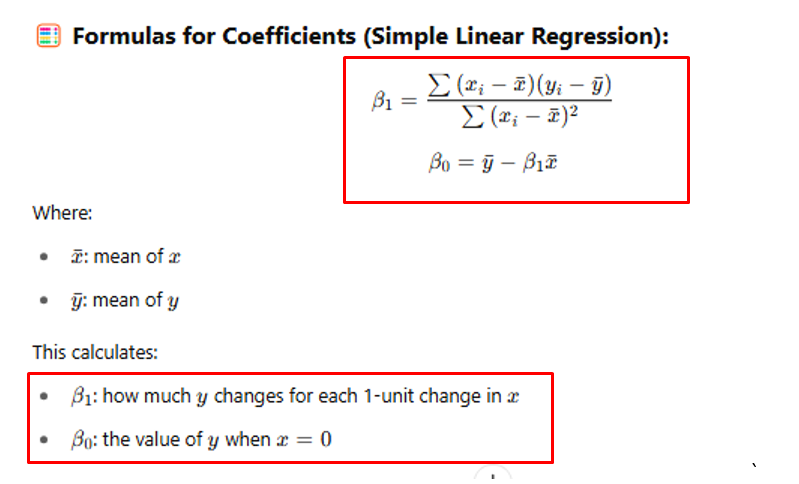 Formulas for Coefficients (Simple Linear Regression):
β₁ = ∑ (xᵢ − x̄)(yᵢ − ȳ) / ∑ (xᵢ − x̄)²
β₀ = ȳ − β₁x̄
Where:
• x̄: mean of x
• ȳ: mean of y
This calculates:
• β₁: how much y changes for each 1-unit change in x
• β₀: the value of y when x = 0
`